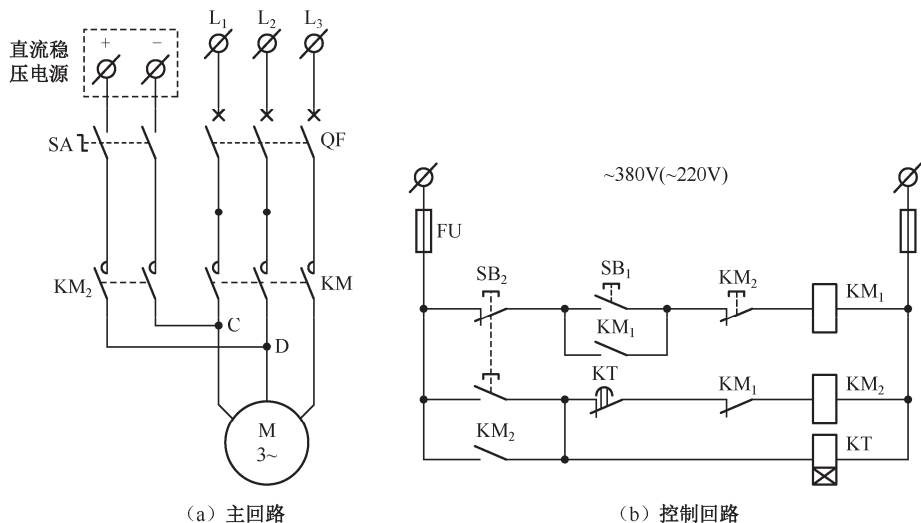 直流稳
压电源
+ −
L₁ L₂ L₃
SA
QF
KM₂
KM
C
D
M
3~
(a) 主回路
~380V(~220V)
FU
SB₂
SB₁
KM₂
KM₁
KM₁
KT
KM₁
KM₂
KM₂
KT
(b) 控制回路